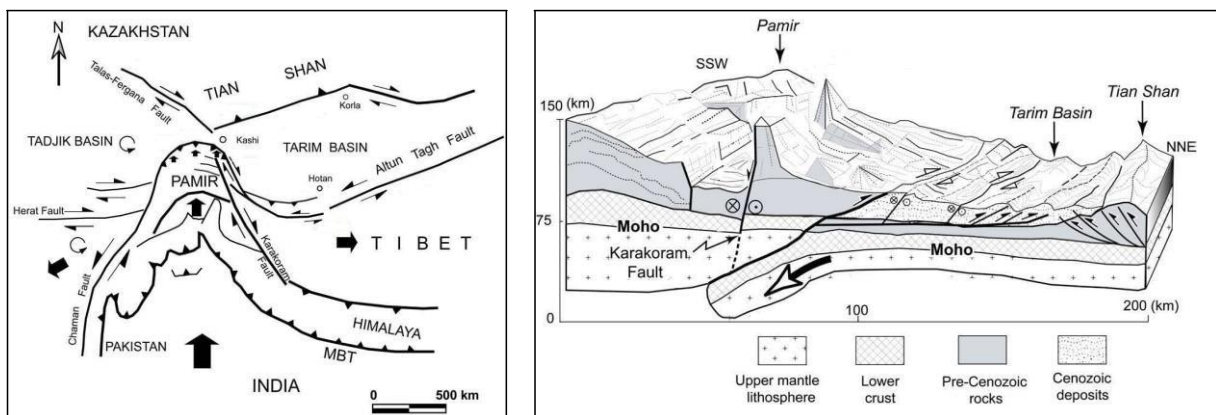 N
KAZAKHSTAN
Talas-Fergana
Fault
TIAN
SHAN
Korla
Kashi
TADJIK BASIN
TARIM BASIN
Altun Tagh Fault
Hotan
PAMIR
Herat Fault
Karakoram
Fault
TIBET
Chaman
Fault
PAKISTAN
HIMALAYA
MBT
INDIA
0 500 km
Pamir
SSW
150 (km)
Tian Shan
Tarim Basin
NNE
75
Moho
Karakoram
Fault
Moho
0
100
200 (km)
Upper mantle
lithosphere
Lower
crust
Pre-Cenozoic
rocks
Cenozoic
deposits